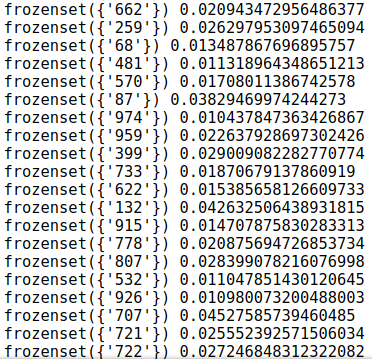 frozenset({'662'}) 0.020943472956486377
frozenset({'259'}) 0.026297953097465094
frozenset({'68'}) 0.013487867696895757
frozenset({'481'}) 0.011318964348651213
frozenset({'570'}) 0.01708011386742578
frozenset({'87'}) 0.03829469974244273
frozenset({'974'}) 0.010437847363426867
frozenset({'959'}) 0.022637928697302426
frozenset({'399'}) 0.029009082282770774
frozenset({'733'}) 0.01870679137860919
frozenset({'622'}) 0.015385658126609733
frozenset({'132'}) 0.042632506438931815
frozenset({'915'}) 0.014707875830283313
frozenset({'778'}) 0.020875694726853734
frozenset({'807'}) 0.028399078216076998
frozenset({'532'}) 0.011047851430120645
frozenset({'926'}) 0.010980073200488003
frozenset({'707'}) 0.04527585739460485
frozenset({'721'}) 0.025552392571506034
frozenset({'722'}) 0.027246848312322082